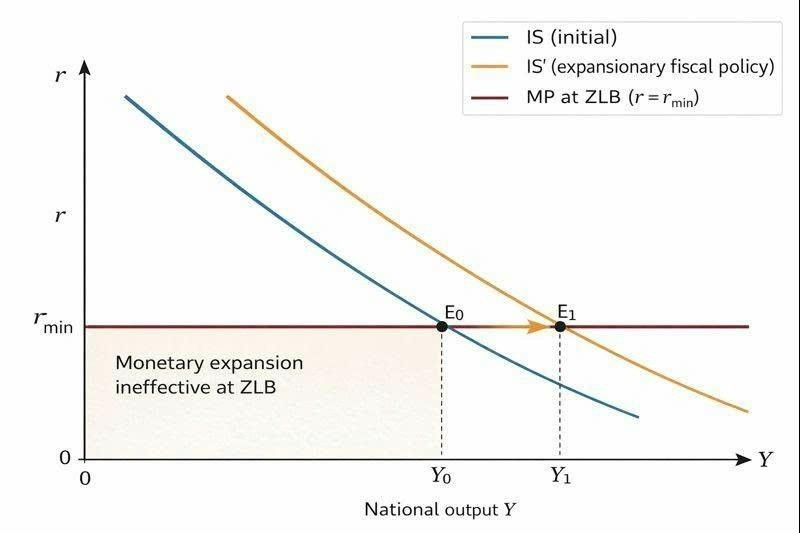 IS (initial)
IS′ (expansionary fiscal policy)
MP at ZLB (r = r_min)
r
r
r_min
E₀
E₁
Monetary expansion
ineffective at ZLB
0
0
Y₀
Y₁
Y
National output Y